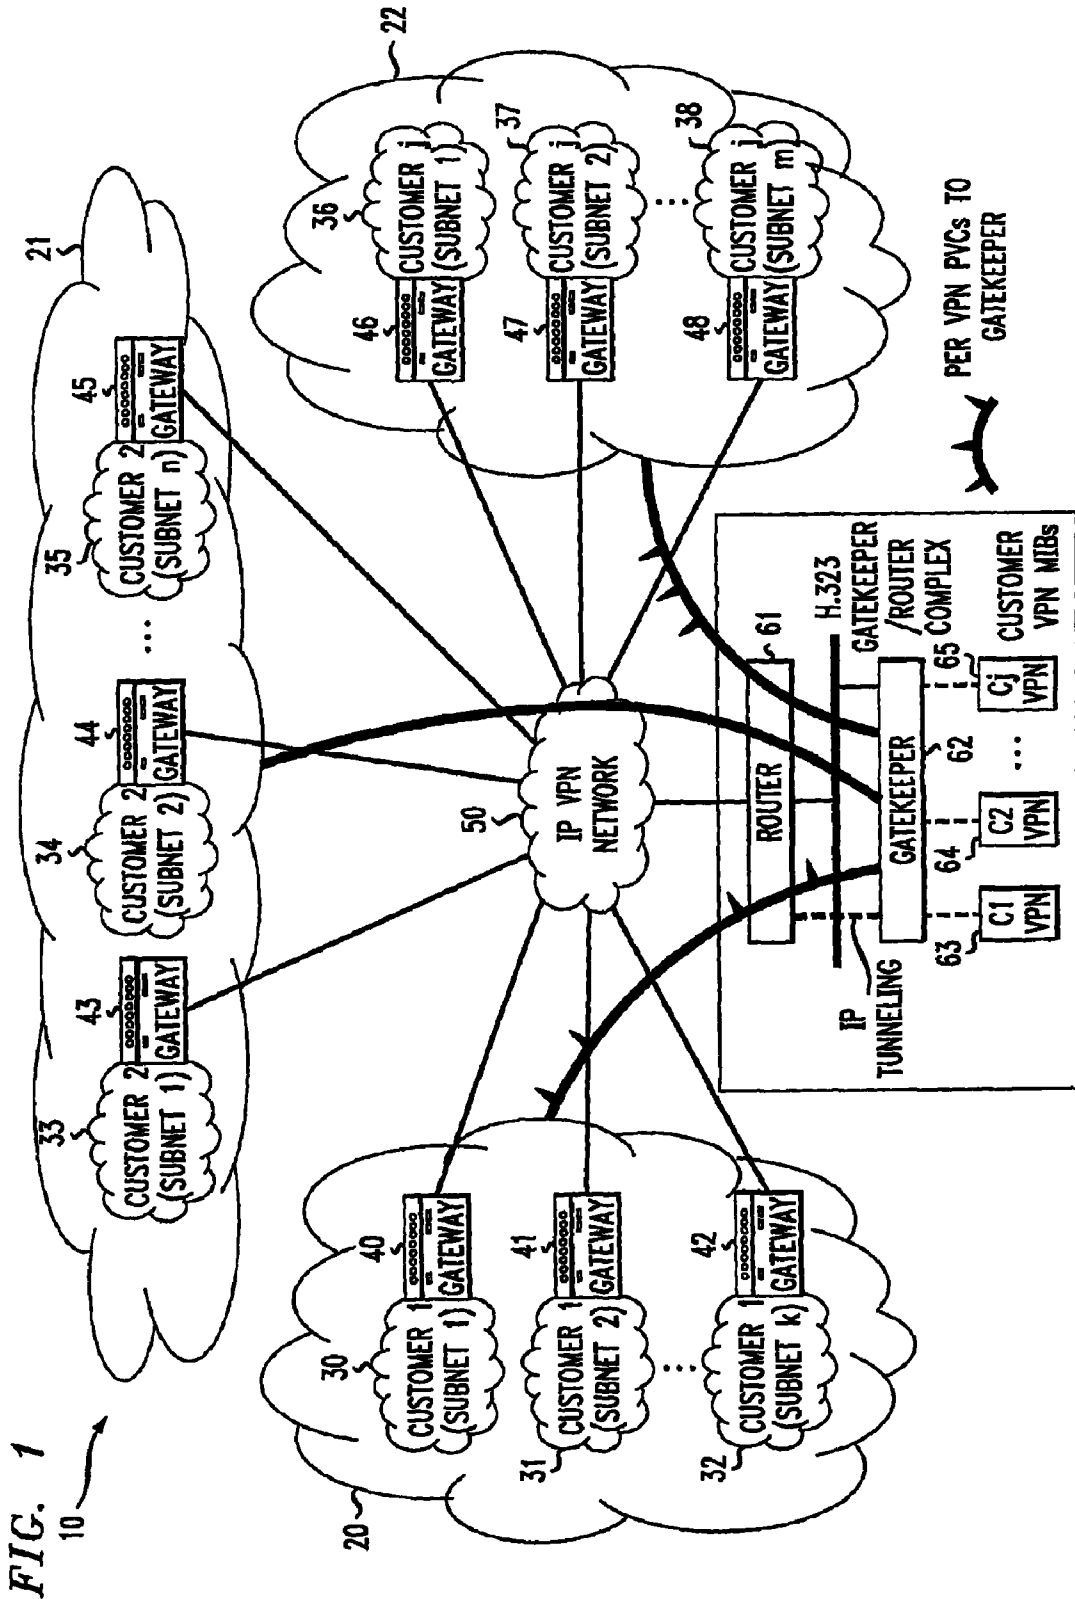 FIG. 1
10
20
30
CUSTOMER 1
(SUBNET 1)
40
GATEWAY
31
CUSTOMER 1
(SUBNET 2)
41
GATEWAY
32
CUSTOMER 1
(SUBNET k)
42
GATEWAY
21
33
CUSTOMER 2
(SUBNET 1)
43
GATEWAY
34
CUSTOMER 2
(SUBNET 2)
44
GATEWAY
35
CUSTOMER 2
(SUBNET n)
45
GATEWAY
22
46
GATEWAY
36
CUSTOMER j
(SUBNET 1)
47
GATEWAY
37
CUSTOMER j
(SUBNET 2)
48
GATEWAY
38
CUSTOMER j
(SUBNET m)
50
IP VPN
NETWORK
ROUTER
61
H.323
GATEKEEPER
/ROUTER
COMPLEX
IP
TUNNELING
GATEKEEPER
62
63
C1
VPN
64
C2
VPN
65
Cj
VPN
CUSTOMER
VPN MIBs
PER VPN PVCs TO
GATEKEEPER